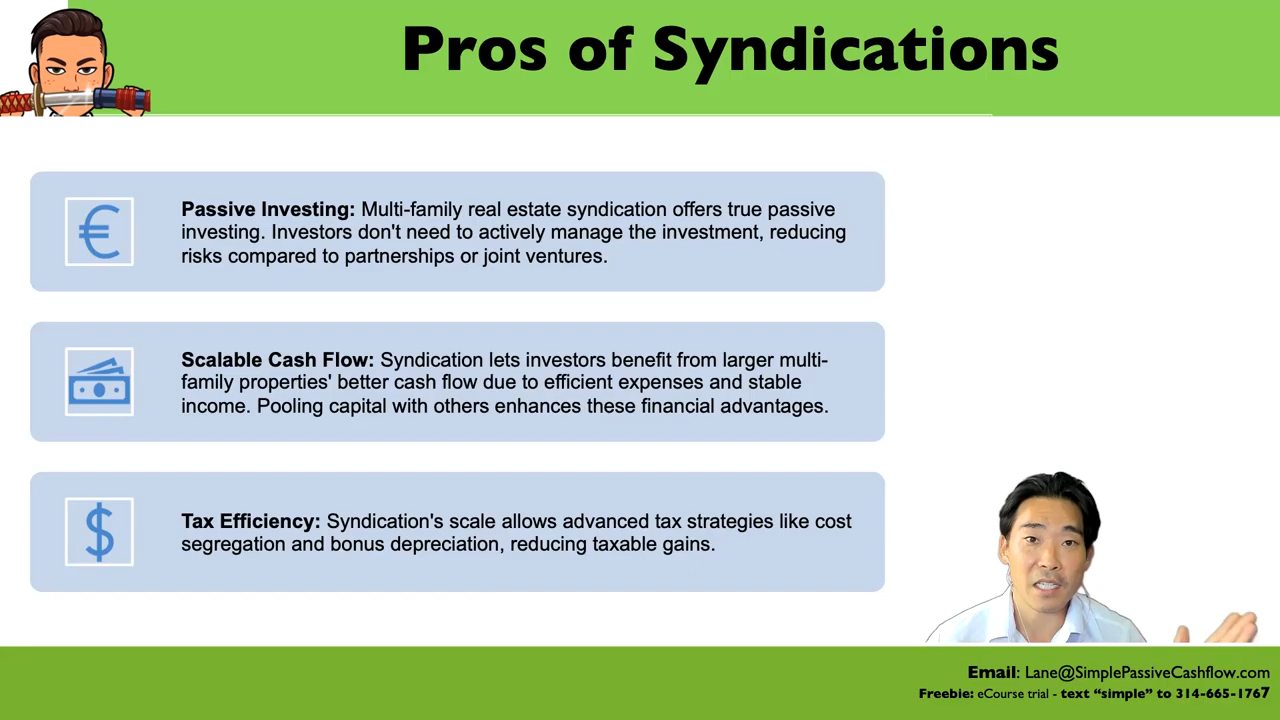 Pros of Syndications
Passive Investing: Multi-family real estate syndication offers true passive
investing. Investors don't need to actively manage the investment, reducing
risks compared to partnerships or joint ventures.
Scalable Cash Flow: Syndication lets investors benefit from larger multi-
family properties' better cash flow due to efficient expenses and stable
income. Pooling capital with others enhances these financial advantages.
Tax Efficiency: Syndication's scale allows advanced tax strategies like cost
segregation and bonus depreciation, reducing taxable gains.
Email: Lane@SimplePassiveCashflow.com
Freebie: eCourse trial - text “simple” to 314-665-1767